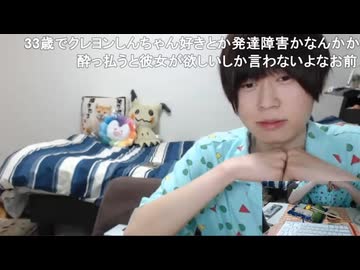 33歳でクレヨンしんちゃん好きとか発達障害かなんかか
酔っ払うと彼女が欲しいしか言わないよなお前